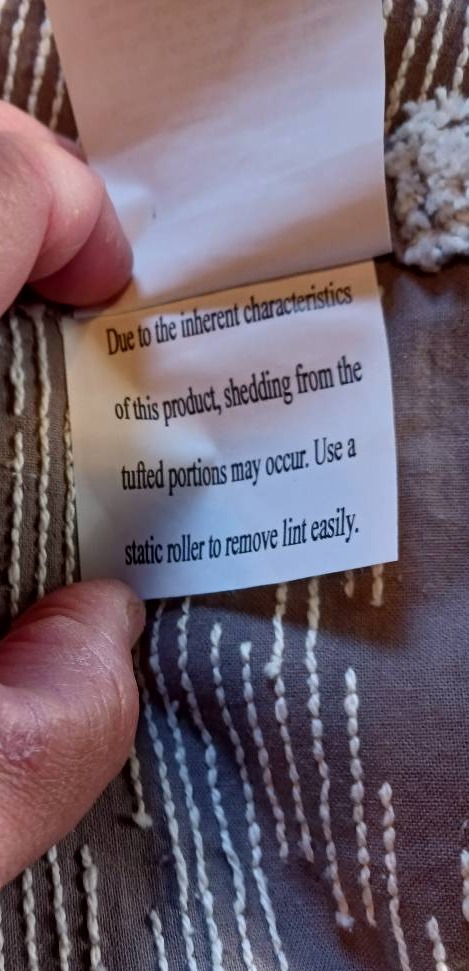 Due to the inherent characteristics
of this product, shedding from the
tufted portions may occur. Use a
static roller to remove lint easily.